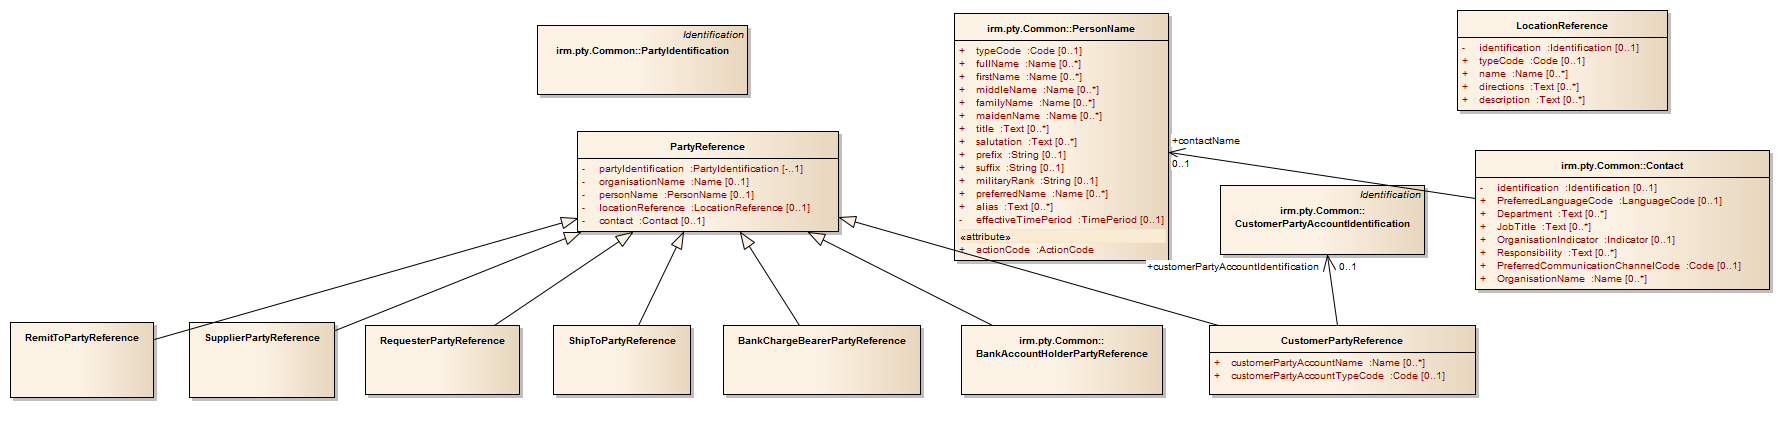 Identification
irm.pty.Common::PartyIdentification
irm.pty.Common::PersonName
+ typeCode :Code [0..1]
+ fullName :Name [0..*]
+ firstName :Name [0..*]
+ middleName :Name [0..*]
+ familyName :Name [0..*]
+ maidenName :Name [0..*]
+ title :Text [0..*]
+ salutation :Text [0..*]
+ prefix :String [0..1]
+ suffix :String [0..1]
+ militaryRank :String [0..1]
+ preferredName :Name [0..*]
+ alias :Text [0..*]
- effectiveTimePeriod :TimePeriod [0..1]
«attribute»
+ actionCode :ActionCode
LocationReference
- identification :Identification [0..1]
+ typeCode :Code [0..1]
+ name :Name [0..*]
+ directions :Text [0..*]
+ description :Text [0..*]
PartyReference
- partyIdentification :PartyIdentification [-..1]
- organisationName :Name [0..1]
- personName :PersonName [0..1]
- locationReference :LocationReference [0..1]
- contact :Contact [0..1]
+contactName
0..1
irm.pty.Common::Contact
- identification :Identification [0..1]
+ PreferredLanguageCode :LanguageCode [0..1]
+ Department :Text [0..*]
+ JobTitle :Text [0..*]
+ OrganisationIndicator :Indicator [0..1]
+ Responsibility :Text [0..*]
+ PreferredCommunicationChannelCode :Code [0..1]
+ OrganisationName :Name [0..*]
Identification
irm.pty.Common::
CustomerPartyAccountIdentification
+customerPartyAccountIdentification
0..1
RemitToPartyReference
SupplierPartyReference
RequesterPartyReference
ShipToPartyReference
BankChargeBearerPartyReference
irm.pty.Common::
BankAccountHolderPartyReference
CustomerPartyReference
+ customerPartyAccountName :Name [0..*]
+ customerPartyAccountTypeCode :Code [0..1]